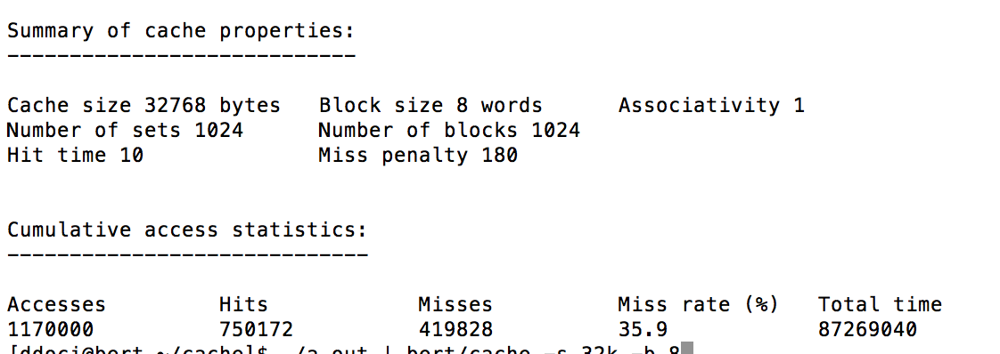 Summary of cache properties:
----------------------------
Cache size 32768 bytes Block size 8 words Associativity 1
Number of sets 1024 Number of blocks 1024
Hit time 10 Miss penalty 180
Cumulative access statistics:
-----------------------------
Accesses Hits Misses Miss rate (%) Total time
1170000 750172 419828 35.9 87269040
[ddoci@bert ~/cache]$ ./a.out | bert/cache -s 32k -b 8